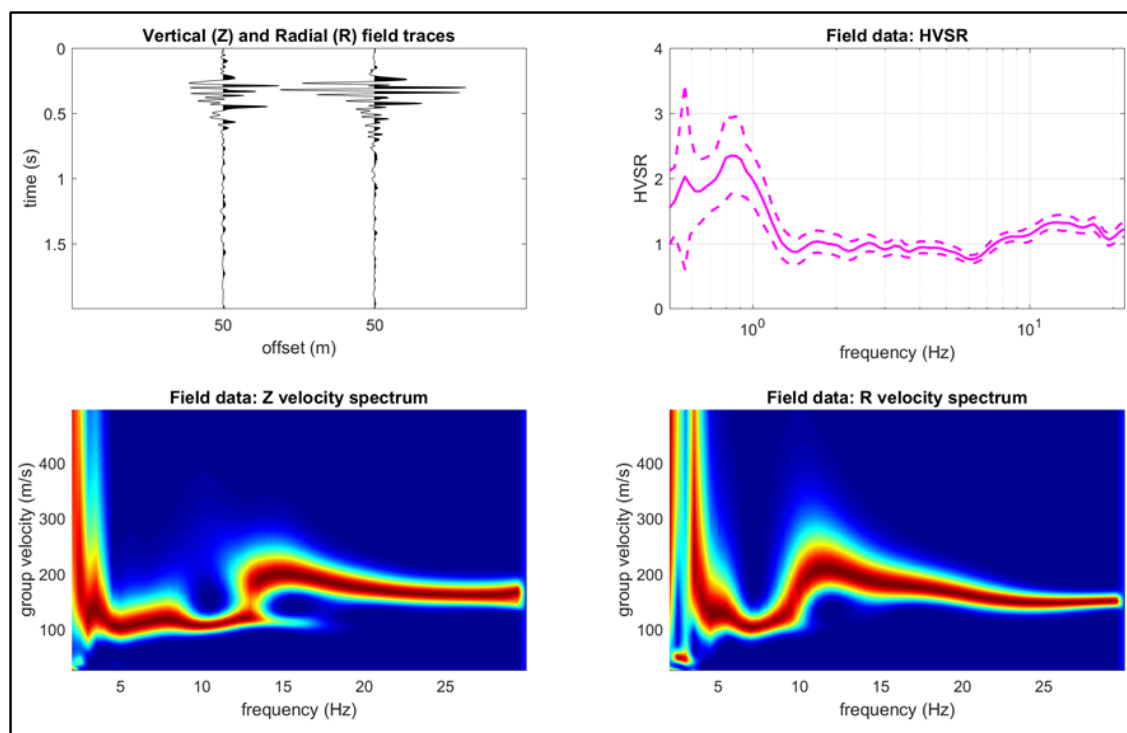 Vertical (Z) and Radial (R) field traces
0
0.5
1
1.5
time (s)
50
50
offset (m)
Field data: HVSR
4
3
2
1
0
HVSR
10^0
10^1
frequency (Hz)
Field data: Z velocity spectrum
400
300
200
100
group velocity (m/s)
5
10
15
20
25
frequency (Hz)
Field data: R velocity spectrum
400
300
200
100
group velocity (m/s)
5
10
15
20
25
frequency (Hz)